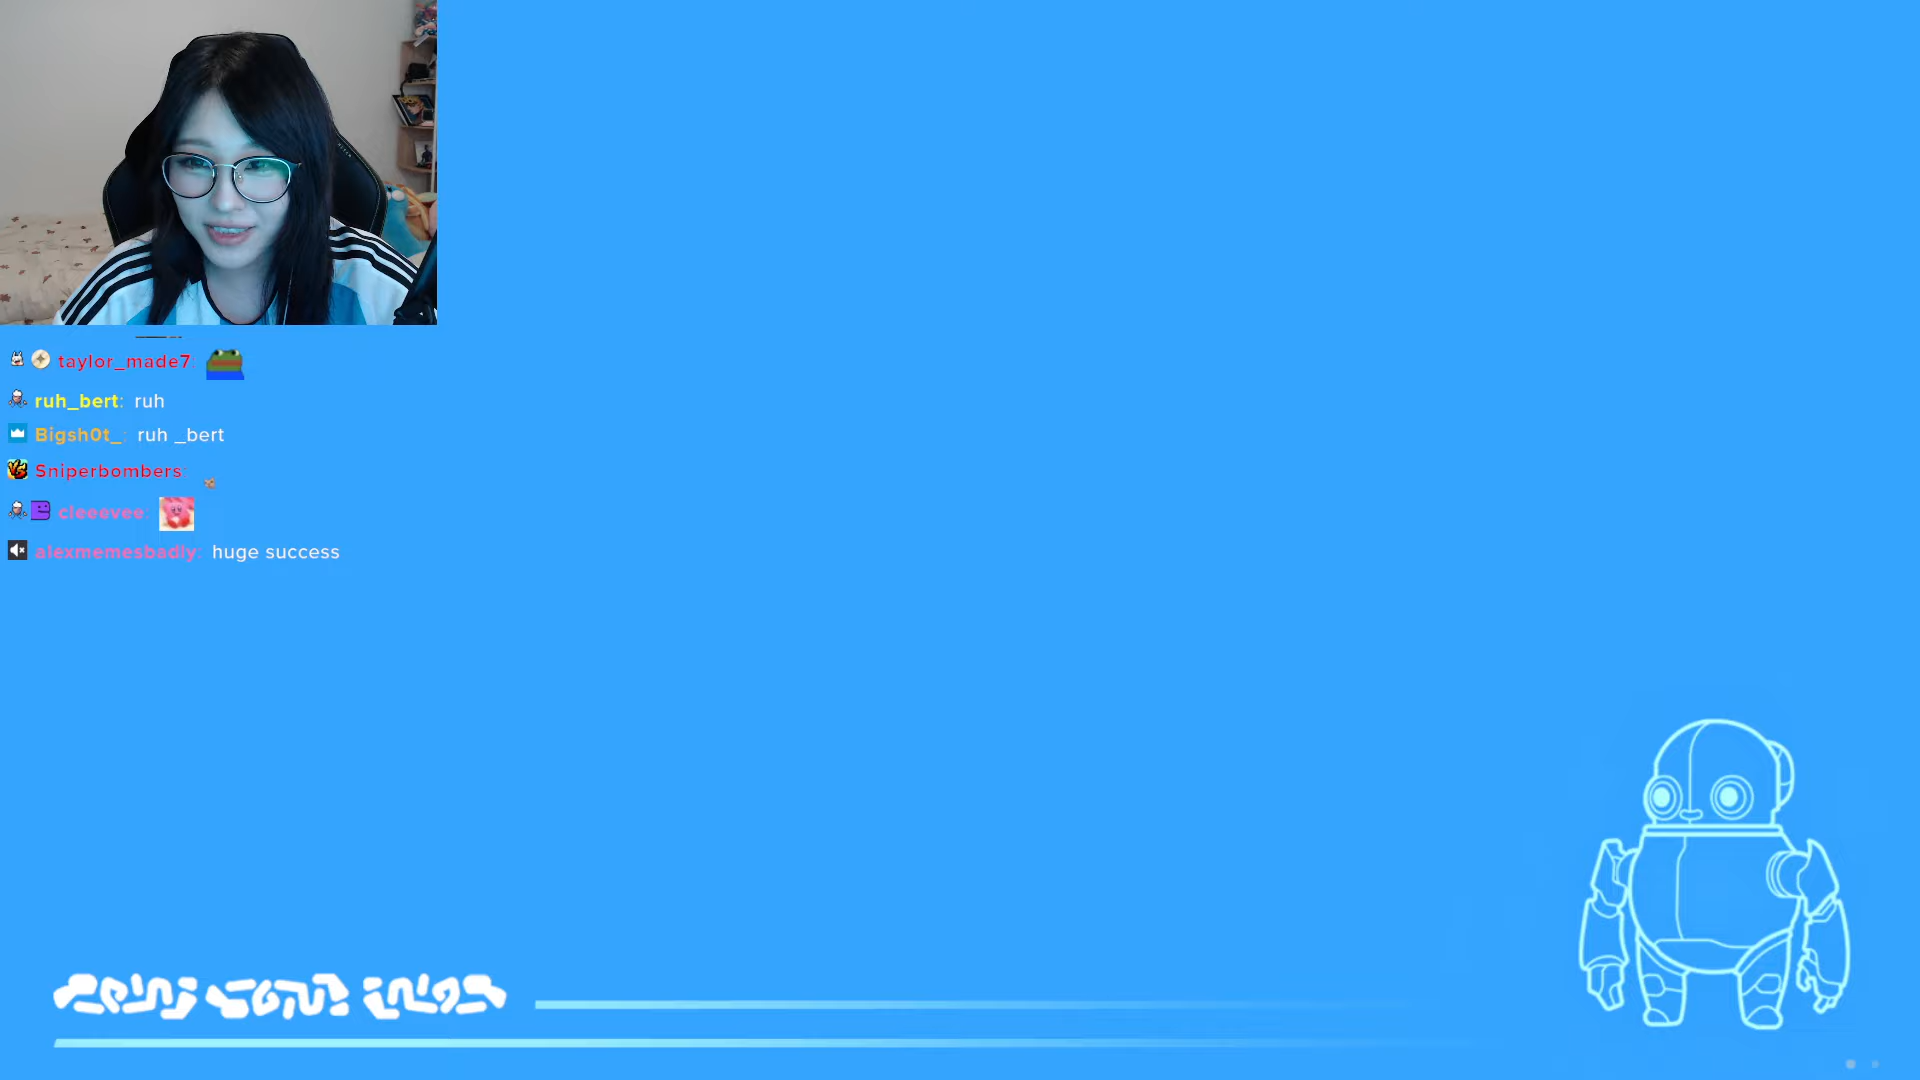 taylor_made7:
ruh_bert: ruh
Bigsh0t_: ruh _bert
Sniperbombers:
cleeevee:
alexmemesbadly: huge success